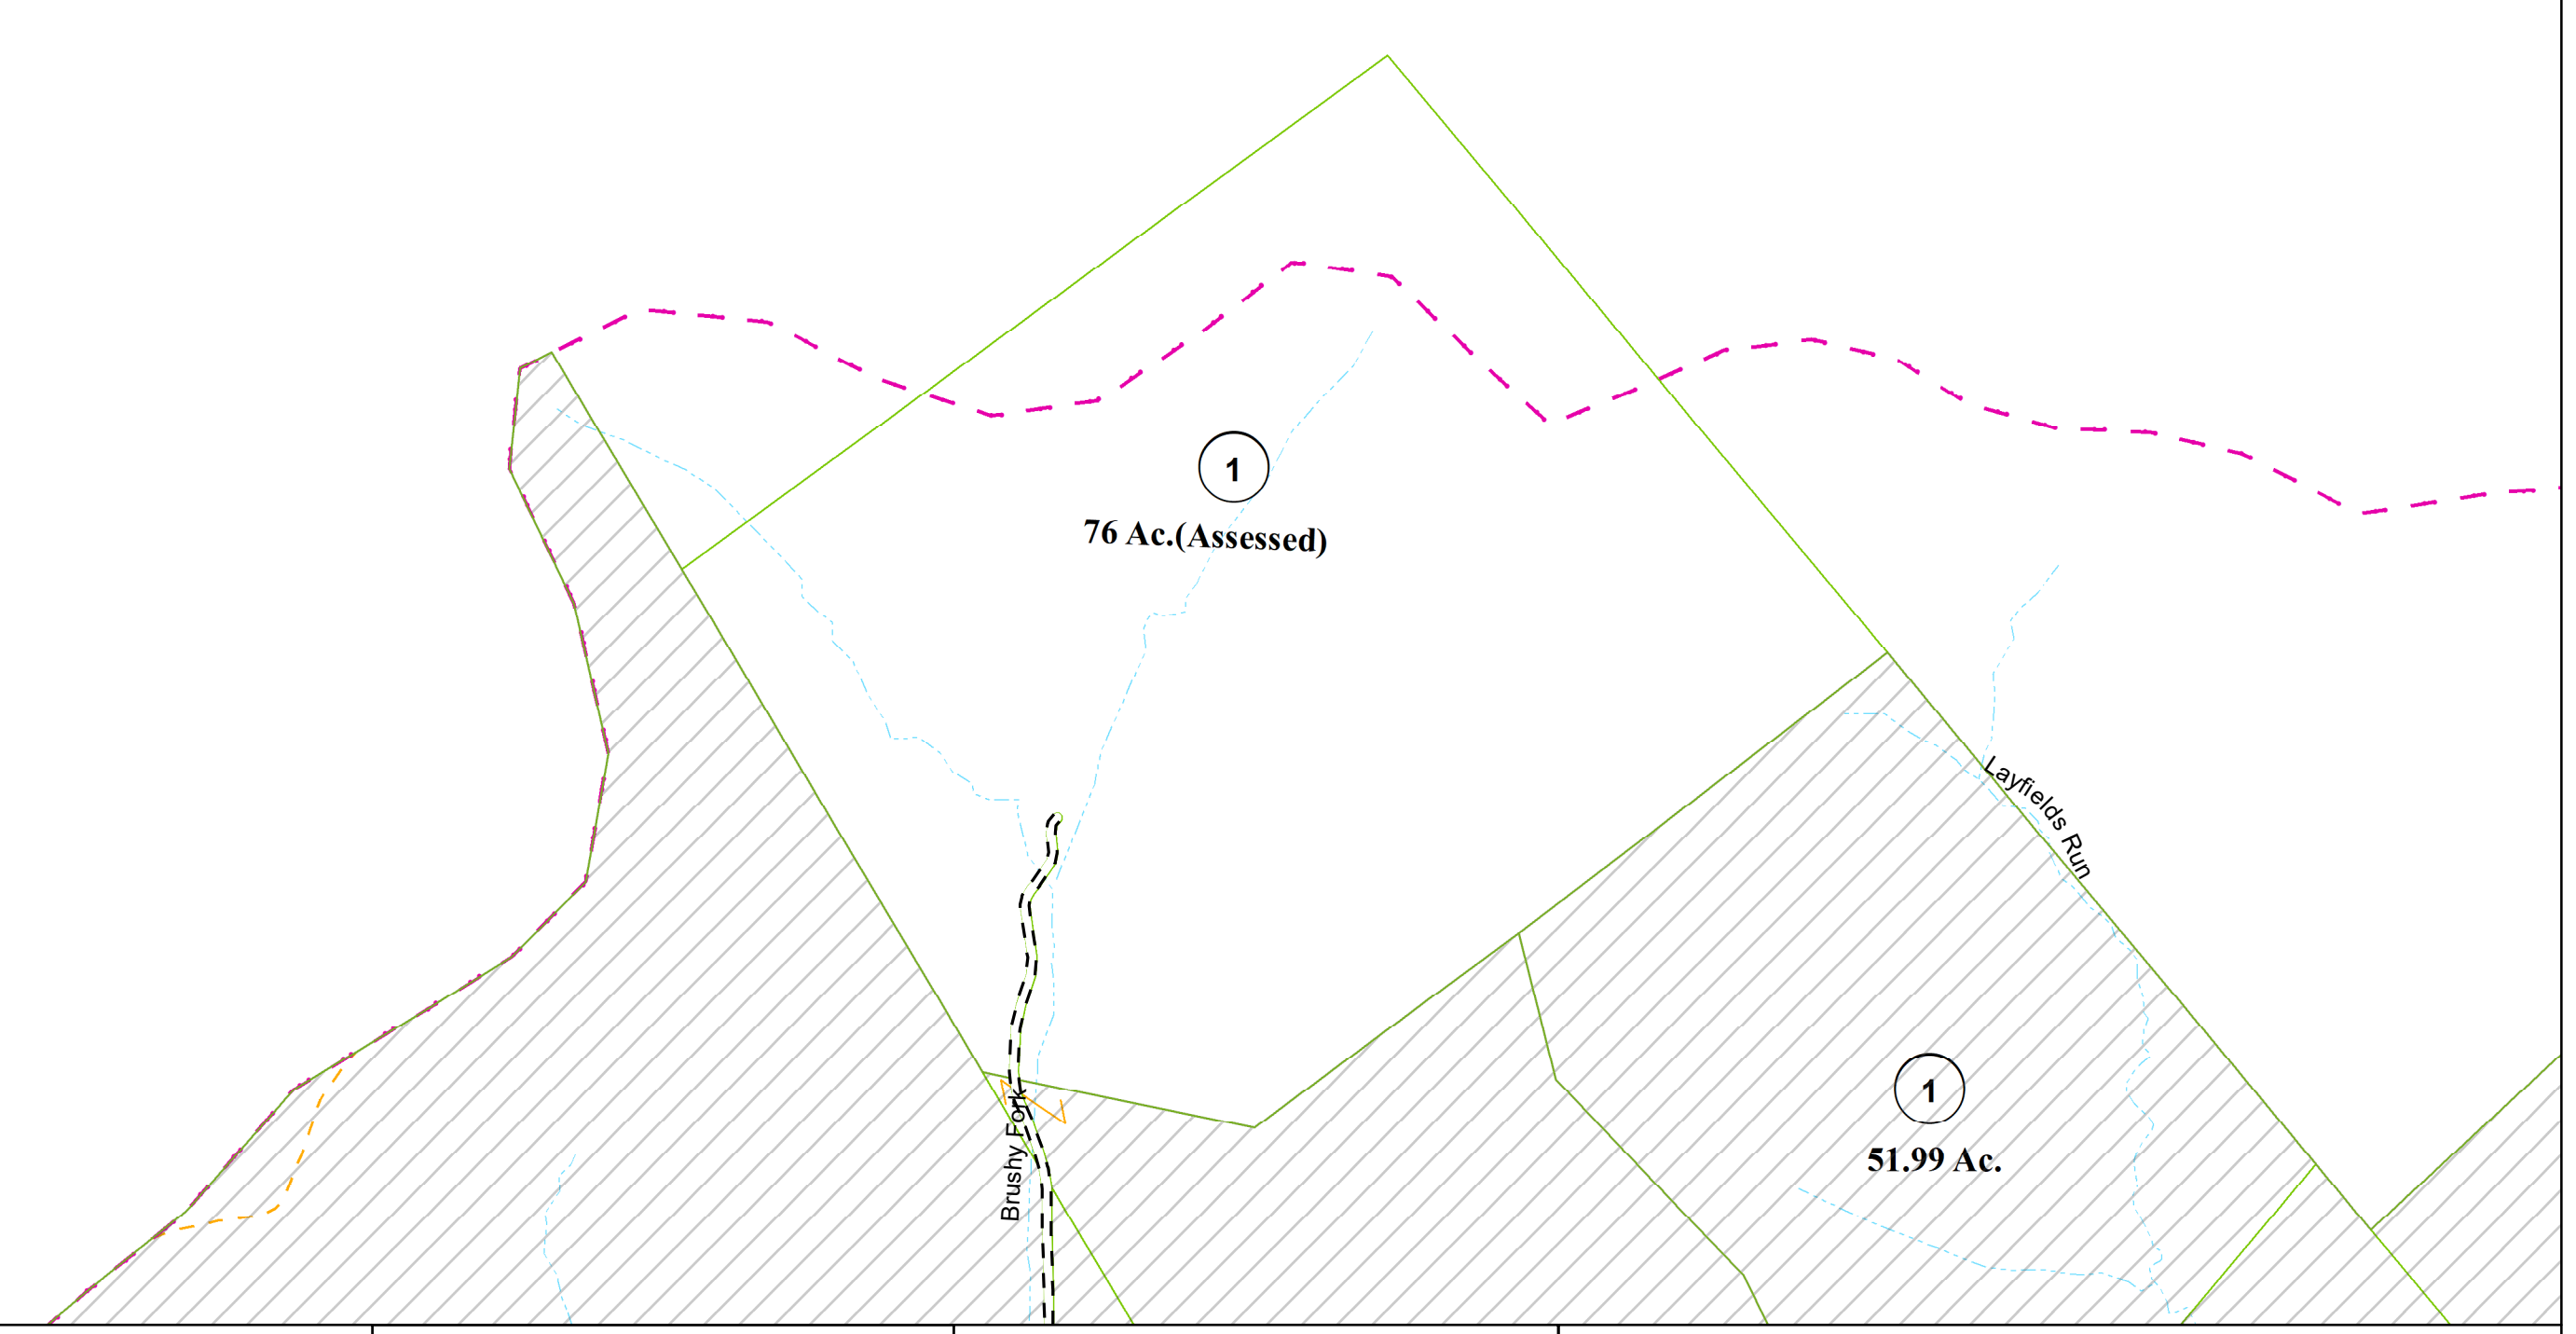 1
76 Ac.(Assessed)
Layfields Run
Brushy Fork
1
51.99 Ac.